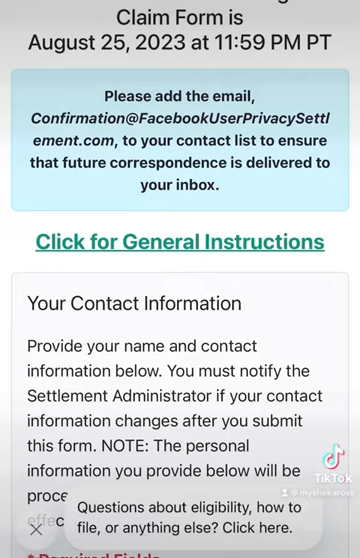 Claim Form is
August 25, 2023 at 11:59 PM PT
Please add the email,
Confirmation@FacebookUserPrivacySettl
ement.com, to your contact list to ensure
that future correspondence is delivered to
your inbox.
Click for General Instructions
Your Contact Information
Provide your name and contact
information below. You must notify the
Settlement Administrator if your contact
information changes after you submit
this form. NOTE: The personal
information you provide below will be
proce
Questions about eligibility, how to
file, or anything else? Click here.
effec
* Required Fields
TikTok
@myshekaross